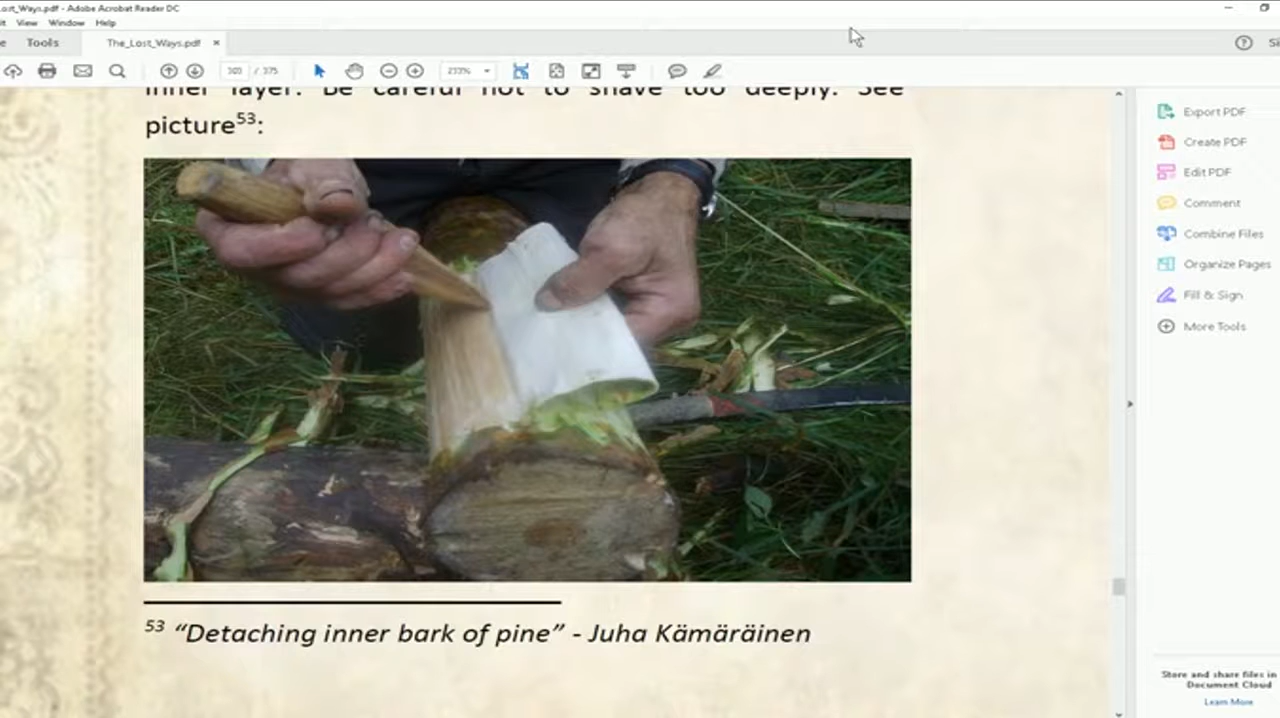 ost_Ways.pdf - Adobe Acrobat Reader DC
View Window Help
Tools The_Lost_Ways.pdf ×
/ 375 233%
inner layer. Be careful not to shave too deeply. See
picture53:
53 “Detaching inner bark of pine” - Juha Kämäräinen
Export PDF
Create PDF
Edit PDF
Comment
Combine Files
Organize Pages
Fill & Sign
More Tools
Store and share files in
Document Cloud
Learn More